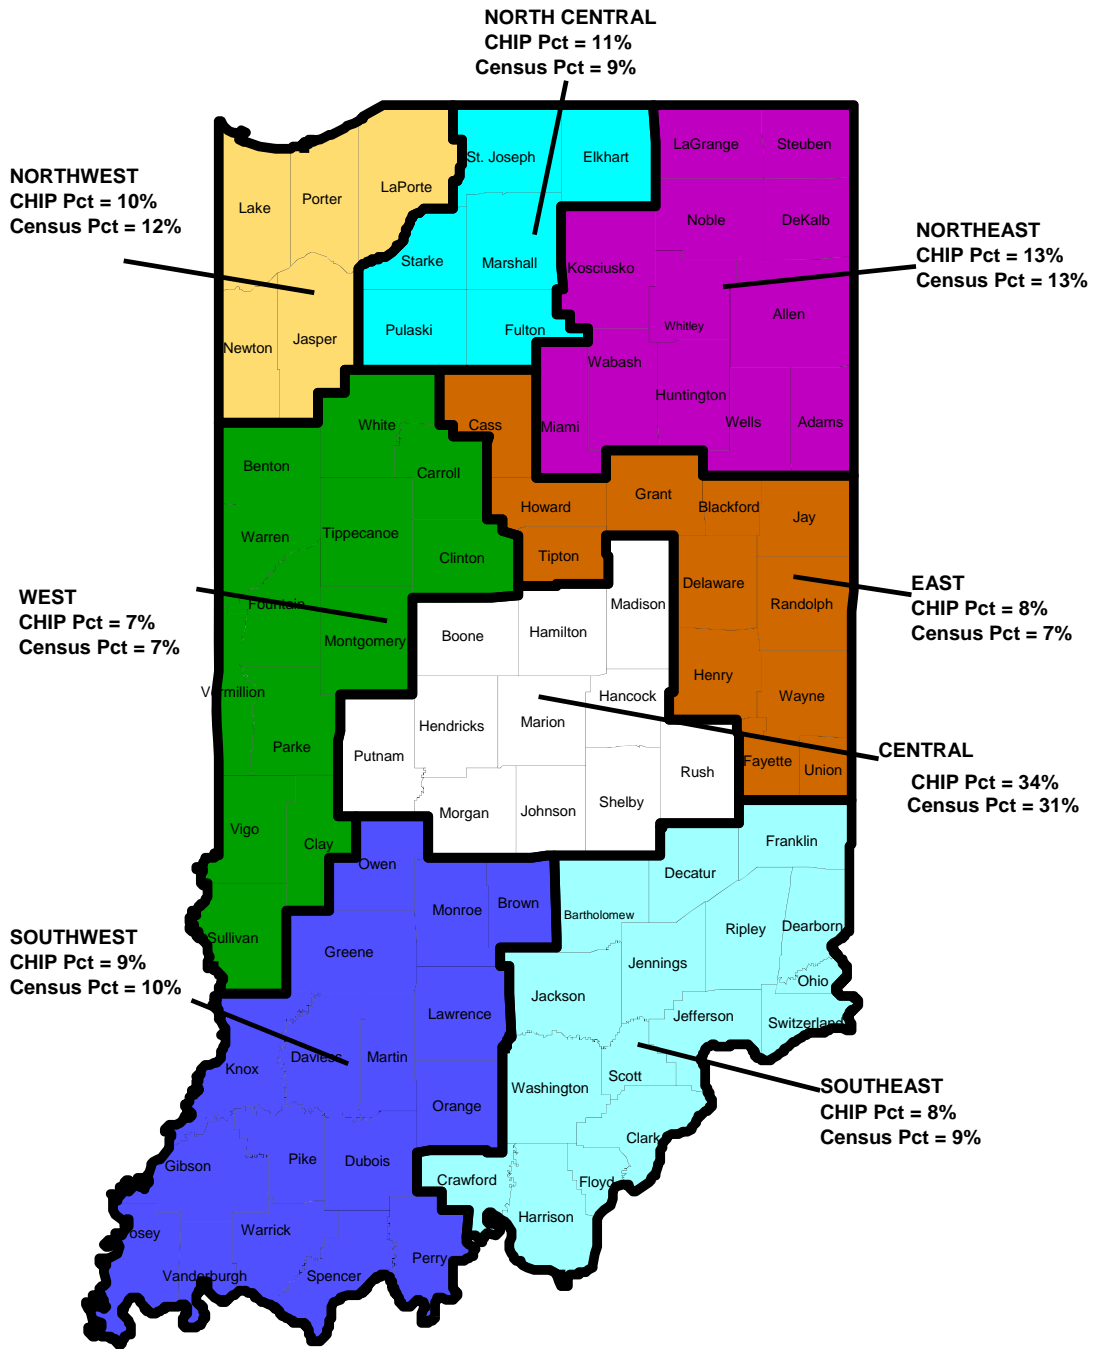 NORTH CENTRAL
CHIP Pct = 11%
Census Pct = 9%
NORTHWEST
CHIP Pct = 10%
Census Pct = 12%
NORTHEAST
CHIP Pct = 13%
Census Pct = 13%
WEST
CHIP Pct = 7%
Census Pct = 7%
EAST
CHIP Pct = 8%
Census Pct = 7%
CENTRAL
CHIP Pct = 34%
Census Pct = 31%
SOUTHWEST
CHIP Pct = 9%
Census Pct = 10%
SOUTHEAST
CHIP Pct = 8%
Census Pct = 9%
Lake
Porter
LaPorte
Newton
Jasper
St. Joseph
Elkhart
Starke
Marshall
Pulaski
Fulton
LaGrange
Steuben
Noble
DeKalb
Kosciusko
Whitley
Allen
Wabash
Huntington
Miami
Wells
Adams
White
Cass
Benton
Carroll
Warren
Tippecanoe
Clinton
Fountain
Montgomery
Vermillion
Parke
Vigo
Clay
Sullivan
Howard
Grant
Blackford
Jay
Tipton
Delaware
Randolph
Henry
Wayne
Fayette
Union
Madison
Boone
Hamilton
Hancock
Hendricks
Marion
Putnam
Rush
Morgan
Johnson
Shelby
Owen
Monroe
Brown
Greene
Lawrence
Knox
Daviess
Martin
Orange
Gibson
Pike
Dubois
osey
Warrick
Vanderburgh
Spencer
Perry
Franklin
Decatur
Bartholomew
Ripley
Dearborn
Jennings
Ohio
Jackson
Jefferson
Switzerland
Washington
Scott
Clark
Crawford
Floyd
Harrison